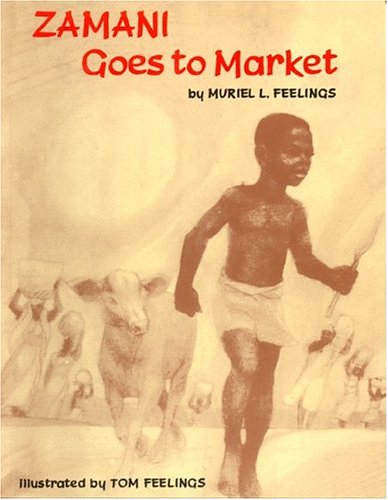 ZAMANI
Goes to Market
by MURIEL L. FEELINGS
illustrated by TOM FEELINGS